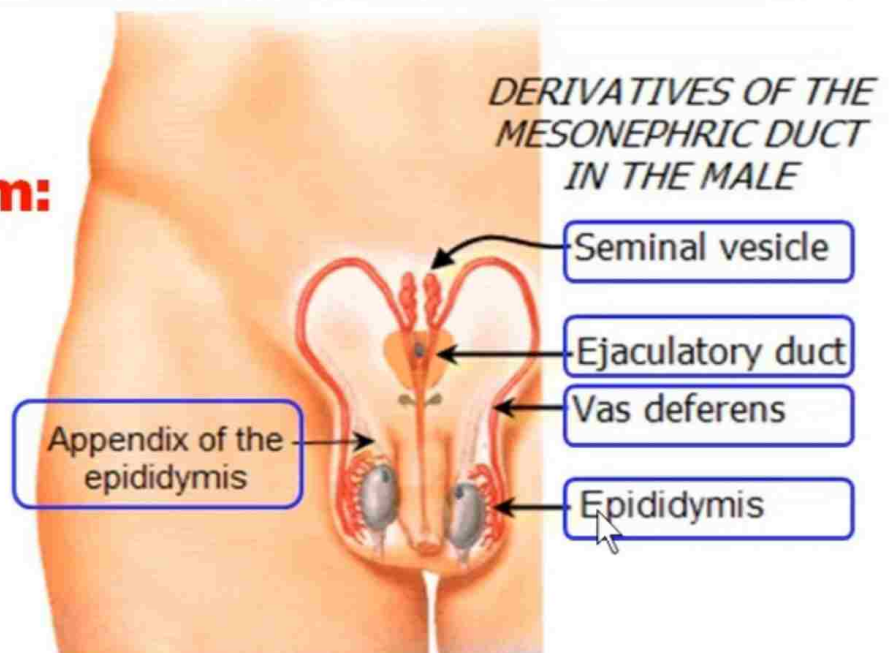 DERIVATIVES OF THE
MESONEPHRIC DUCT
IN THE MALE
m:
Seminal vesicle
Ejaculatory duct
Vas deferens
Appendix of the
epididymis
Epididymis